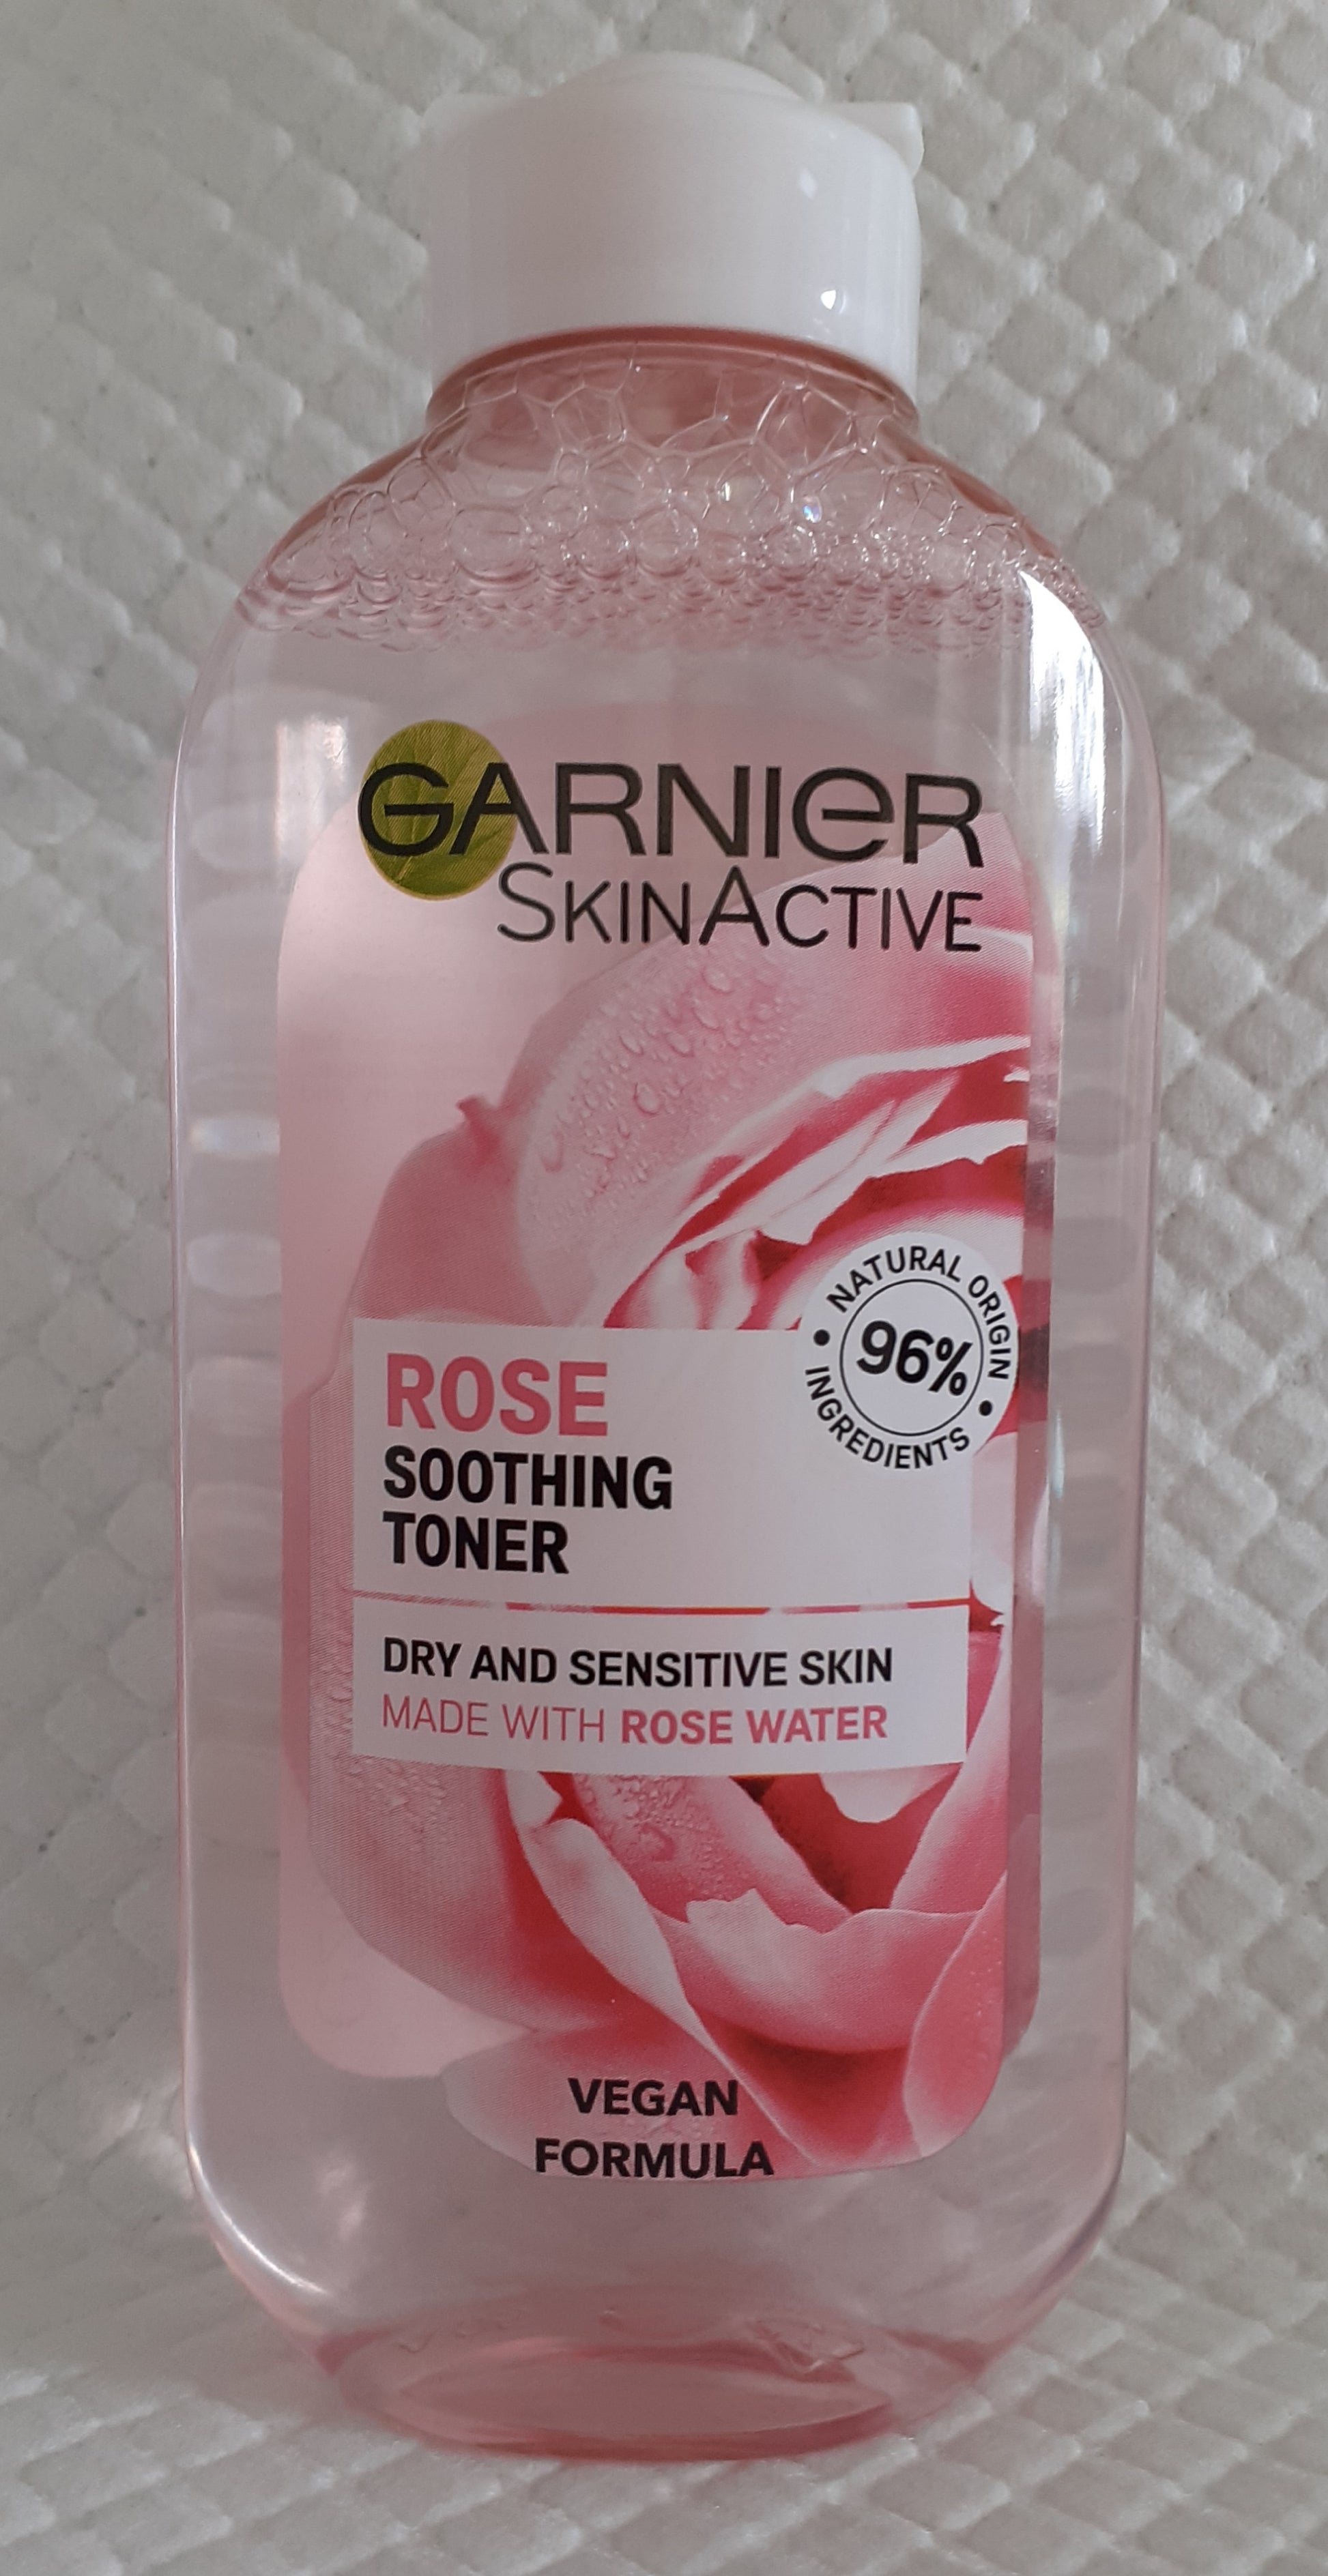 GARNIER
SKINACTIVE
NATURAL ORIGIN
96%
INGREDIENTS
ROSE
SOOTHING
TONER
DRY AND SENSITIVE SKIN
MADE WITH ROSE WATER
VEGAN
FORMULA